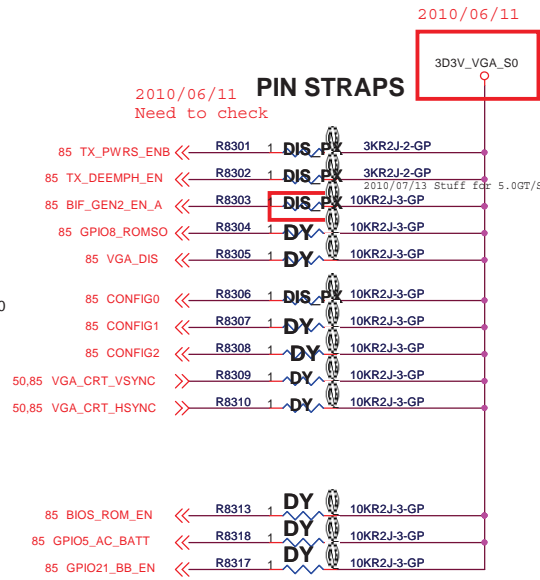 2010/06/11
3D3V_VGA_S0
PIN STRAPS
2010/06/11
Need to check
85 TX_PWRS_ENB R8301 1 DIS_PX 3KR2J-2-GP
85 TX_DEEMPH_EN R8302 1 DIS_PX 3KR2J-2-GP
2010/07/13 Stuff for 5.0GT/S
85 BIF_GEN2_EN_A R8303 1 DIS_PX 10KR2J-3-GP
85 GPIO8_ROMSO R8304 1 DY 10KR2J-3-GP
85 VGA_DIS R8305 1 DY 10KR2J-3-GP
0
85 CONFIG0 R8306 1 DIS_PX 10KR2J-3-GP
85 CONFIG1 R8307 1 DY 10KR2J-3-GP
85 CONFIG2 R8308 1 DY 10KR2J-3-GP
50,85 VGA_CRT_VSYNC R8309 1 DY 10KR2J-3-GP
50,85 VGA_CRT_HSYNC R8310 1 DY 10KR2J-3-GP
85 BIOS_ROM_EN R8313 1 DY 10KR2J-3-GP
85 GPIO5_AC_BATT R8318 1 DY 10KR2J-3-GP
85 GPIO21_BB_EN R8317 1 DY 10KR2J-3-GP